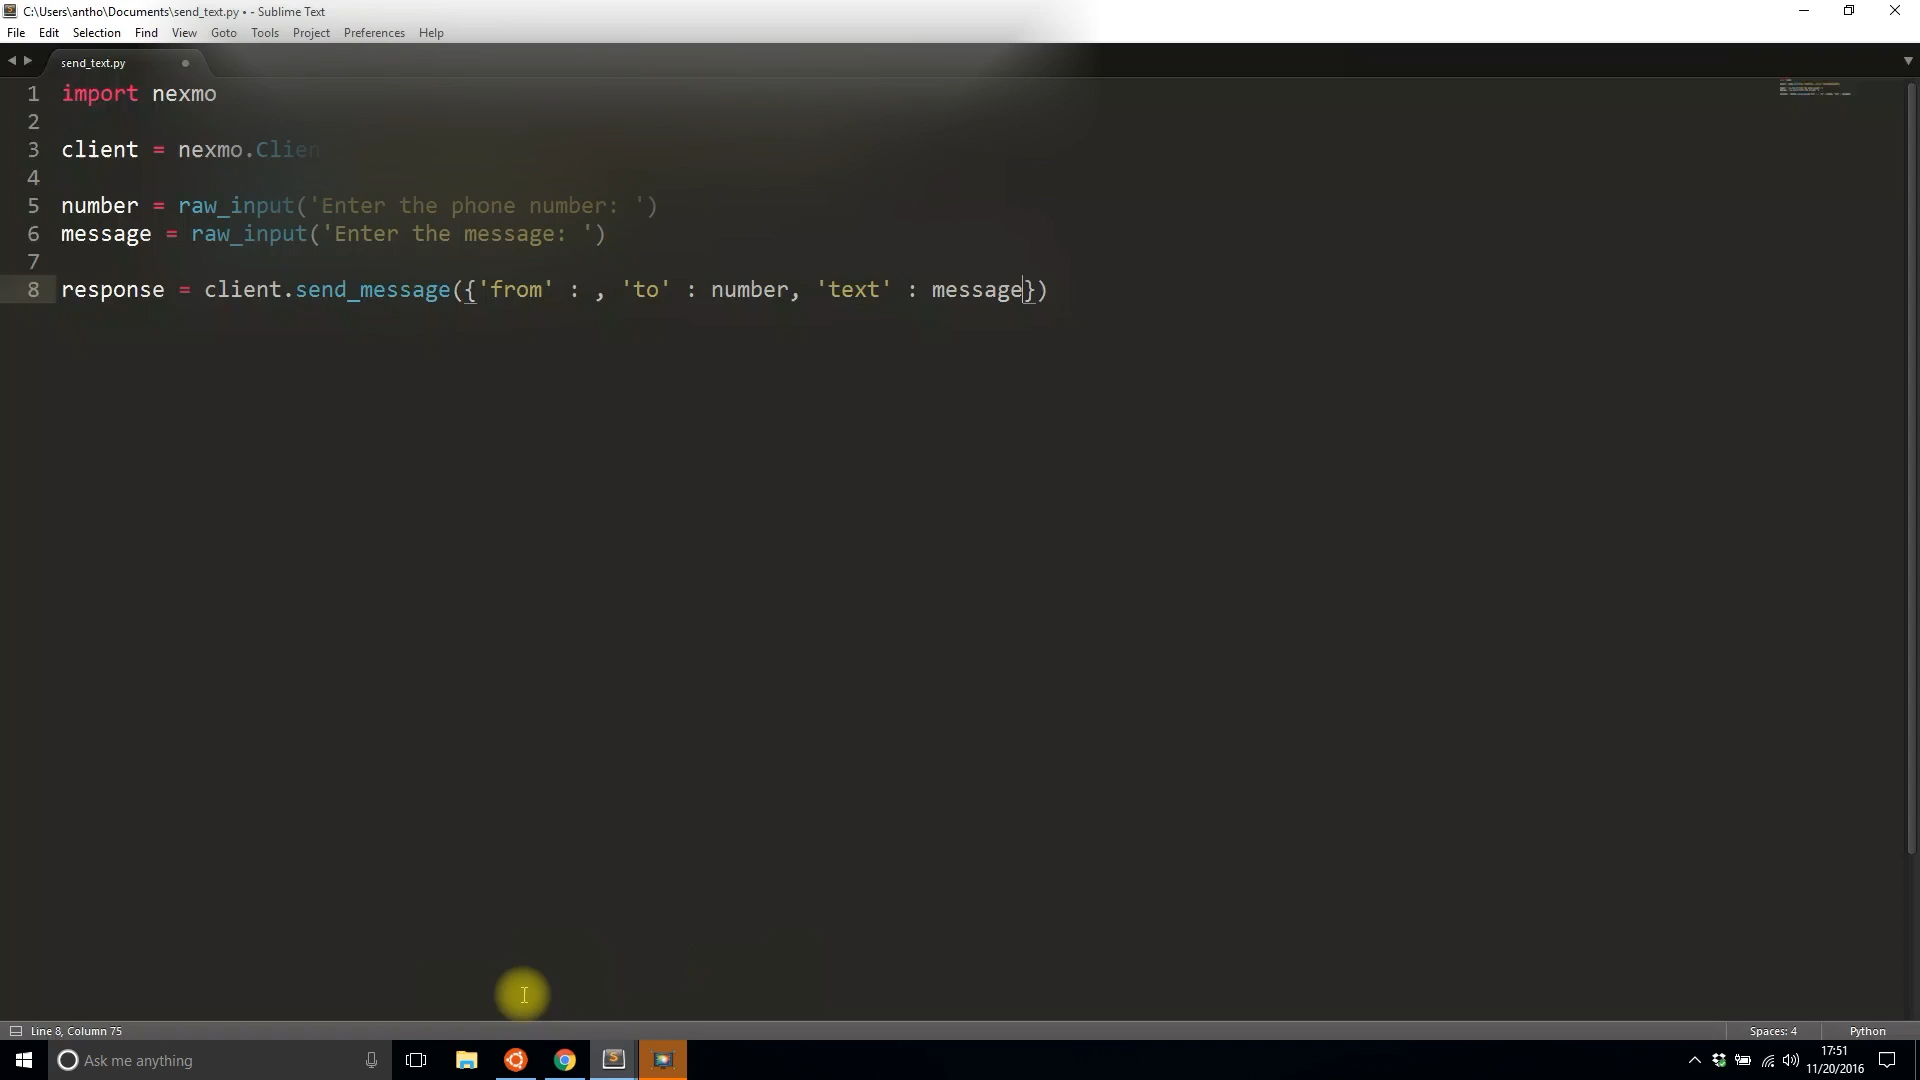 C:\Users\antho\Documents\send_text.py • - Sublime Text
File Edit Selection Find View Goto Tools Project Preferences Help
send_text.py
1 import nexmo
2
3 client = nexmo.Clien
4
5 number = raw_input('Enter the phone number: ')
6 message = raw_input('Enter the message: ')
7
8 response = client.send_message({'from' : , 'to' : number, 'text' : message})
Line 8, Column 75 Spaces: 4 Python
Ask me anything
17:51
11/20/2016